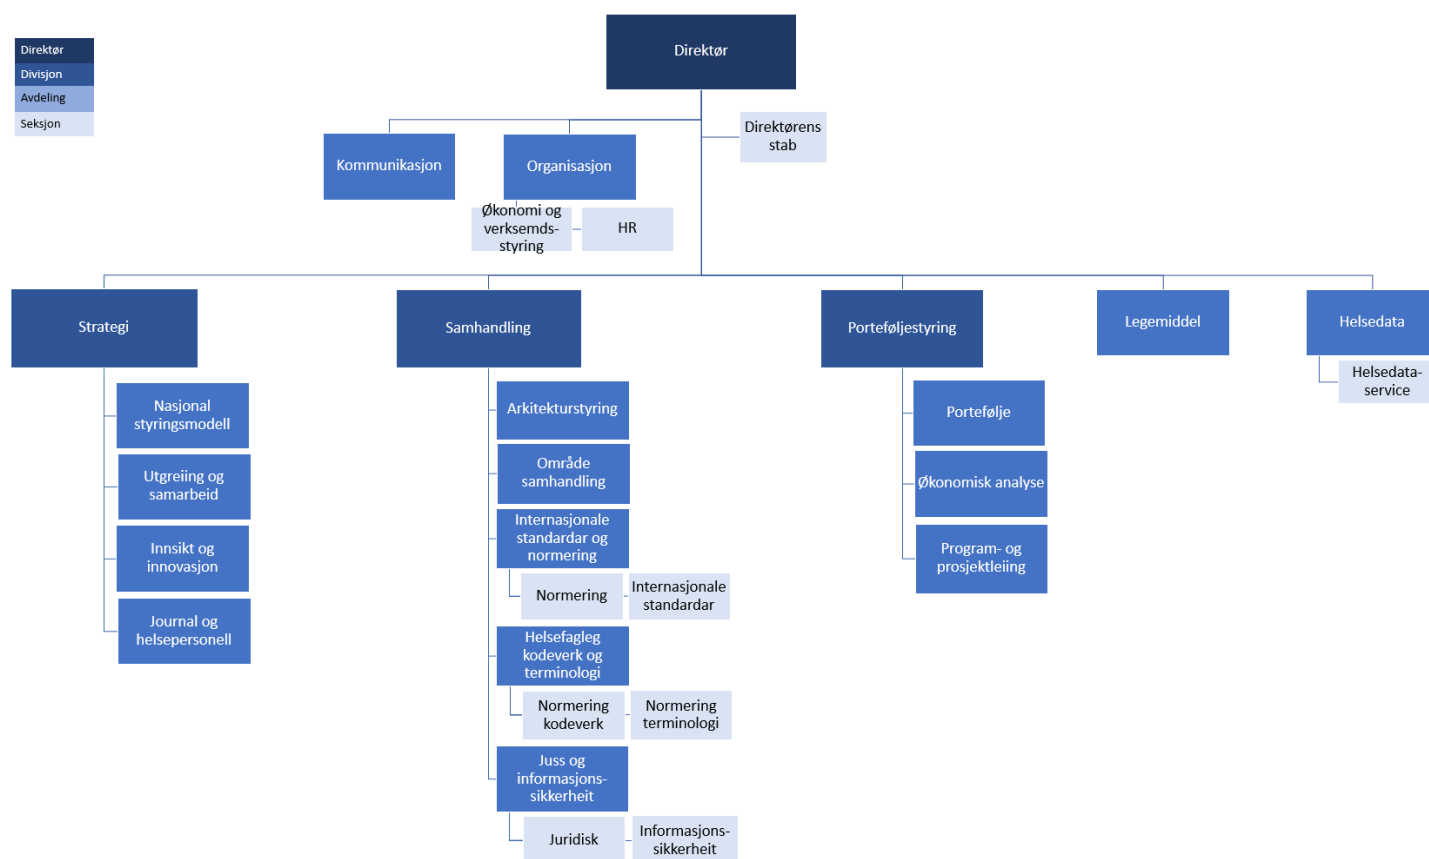 Direktør
Divisjon
Avdeling
Seksjon
Direktør
Direktørens
stab
Kommunikasjon
Organisasjon
Økonomi og
verksemds-
styring
HR
Strategi
Nasjonal
styringsmodell
Utgreiing og
samarbeid
Innsikt og
innovasjon
Journal og
helsepersonell
Samhandling
Arkitekturstyring
Område
samhandling
Internasjonale
standardar og
normering
Normering
Internasjonale
standardar
Helsefagleg
kodeverk og
terminologi
Normering
kodeverk
Normering
terminologi
Juss og
informasjons-
sikkerheit
Juridisk
Informasjons-
sikkerheit
Porteføljestyring
Portefølje
Økonomisk analyse
Program- og
prosjektleiing
Legemiddel
Helsedata
Helsedata-
service